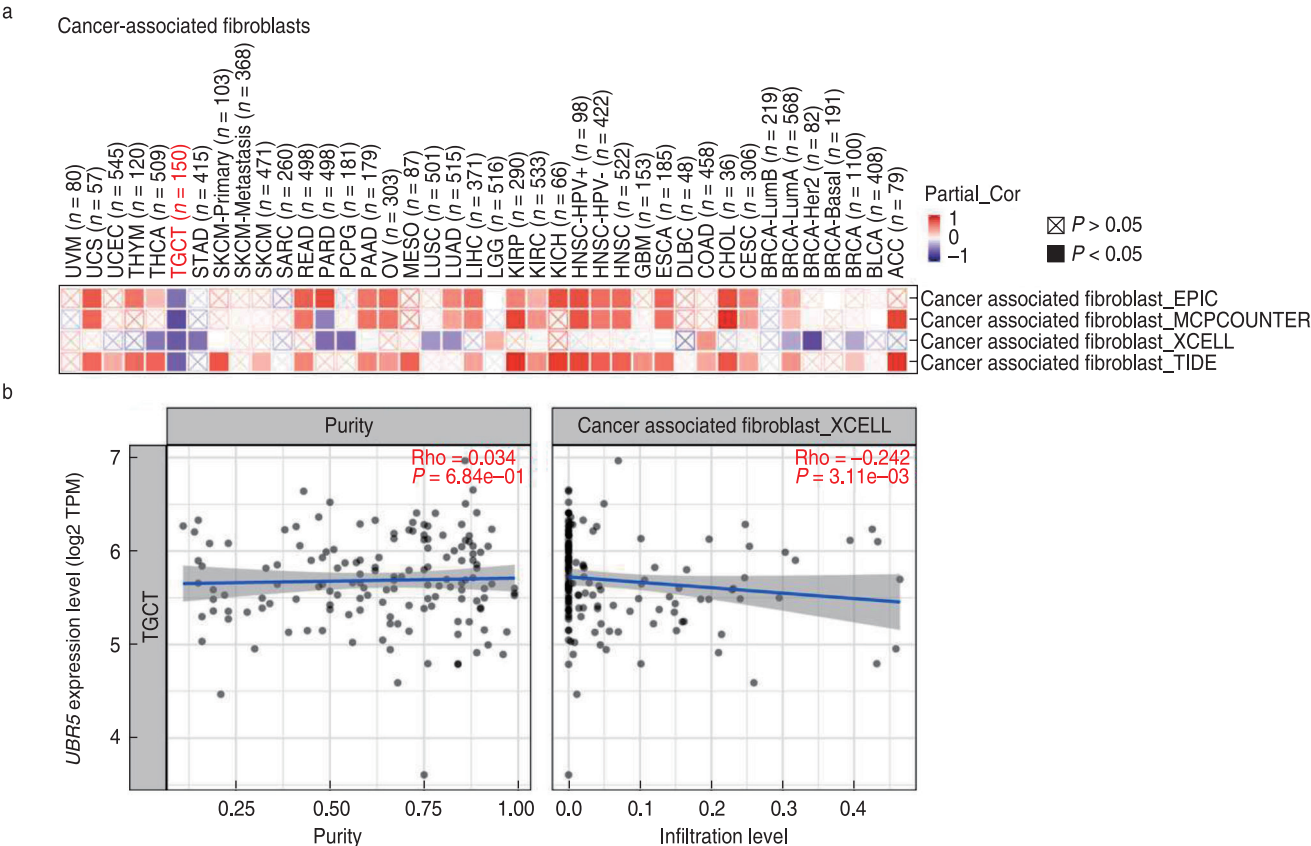 a
Cancer-associated fibroblasts
UVM (n = 80)
UCS (n = 57)
UCEC (n = 545)
THYM (n = 120)
THCA (n = 509)
TGCT (n = 150)
STAD (n = 415)
SKCM-Primary (n = 103)
SKCM-Metastasis (n = 368)
SKCM (n = 471)
SARC (n = 260)
READ (n = 498)
PARD (n = 498)
PCPG (n = 181)
PAAD (n = 179)
OV (n = 303)
MESO (n = 87)
LUSC (n = 501)
LUAD (n = 515)
LIHC (n = 371)
LGG (n = 516)
KIRP (n = 290)
KIRC (n = 533)
KICH (n = 66)
HNSC-HPV+ (n = 98)
HNSC-HPV- (n = 422)
HNSC (n = 522)
GBM (n = 153)
ESCA (n = 185)
DLBC (n = 48)
COAD (n = 458)
CHOL (n = 36)
CESC (n = 306)
BRCA-LumB (n = 219)
BRCA-LumA (n = 568)
BRCA-Her2 (n = 82)
BRCA-Basal (n = 191)
BRCA (n = 1100)
BLCA (n = 408)
ACC (n = 79)
Partial_Cor
1
0
−1
P > 0.05
P < 0.05
Cancer associated fibroblast_EPIC
Cancer associated fibroblast_MCPCOUNTER
Cancer associated fibroblast_XCELL
Cancer associated fibroblast_TIDE
b
Purity
Cancer associated fibroblast_XCELL
Rho = 0.034
P = 6.84e−01
Rho = −0.242
P = 3.11e−03
UBR5 expression level (log2 TPM)
TGCT
7
6
5
4
0.25 0.50 0.75 1.00
0.0 0.1 0.2 0.3 0.4
Purity
Infiltration level